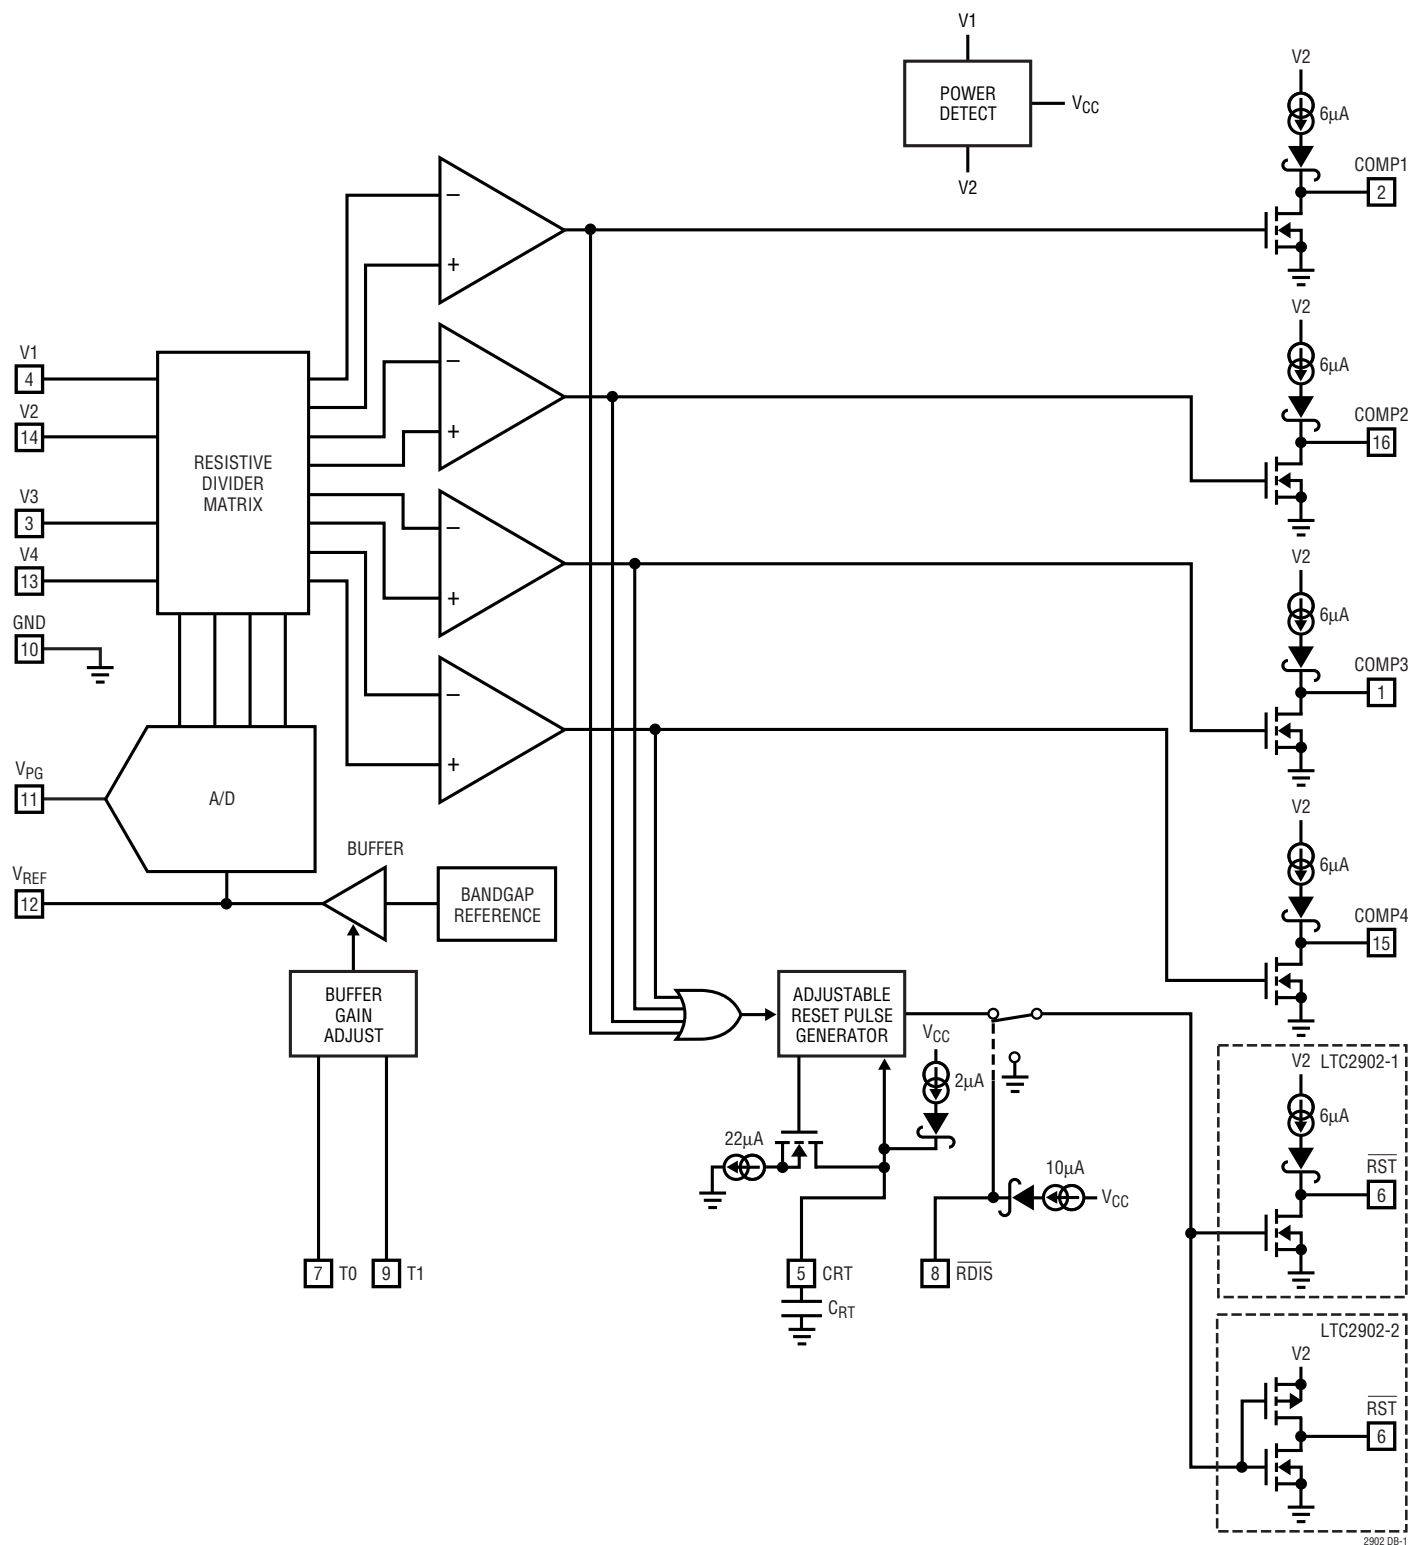 V1
POWER
DETECT
VCC
V2
V2
6µA
COMP1
2
–
+
V2
6µA
COMP2
16
–
+
V1
4
V2
14
V3
3
V4
13
GND
10
RESISTIVE
DIVIDER
MATRIX
–
+
V2
6µA
COMP3
1
–
+
VPG
11
A/D
V2
6µA
COMP4
15
VREF
12
BUFFER
BANDGAP
REFERENCE
BUFFER
GAIN
ADJUST
7 T0
9 T1
ADJUSTABLE
RESET PULSE
GENERATOR
VCC
2µA
22µA
10µA
VCC
5 CRT
CRT
8 RDIS
V2 LTC2902-1
6µA
RST
6
LTC2902-2
V2
RST
6
2902 DB-1